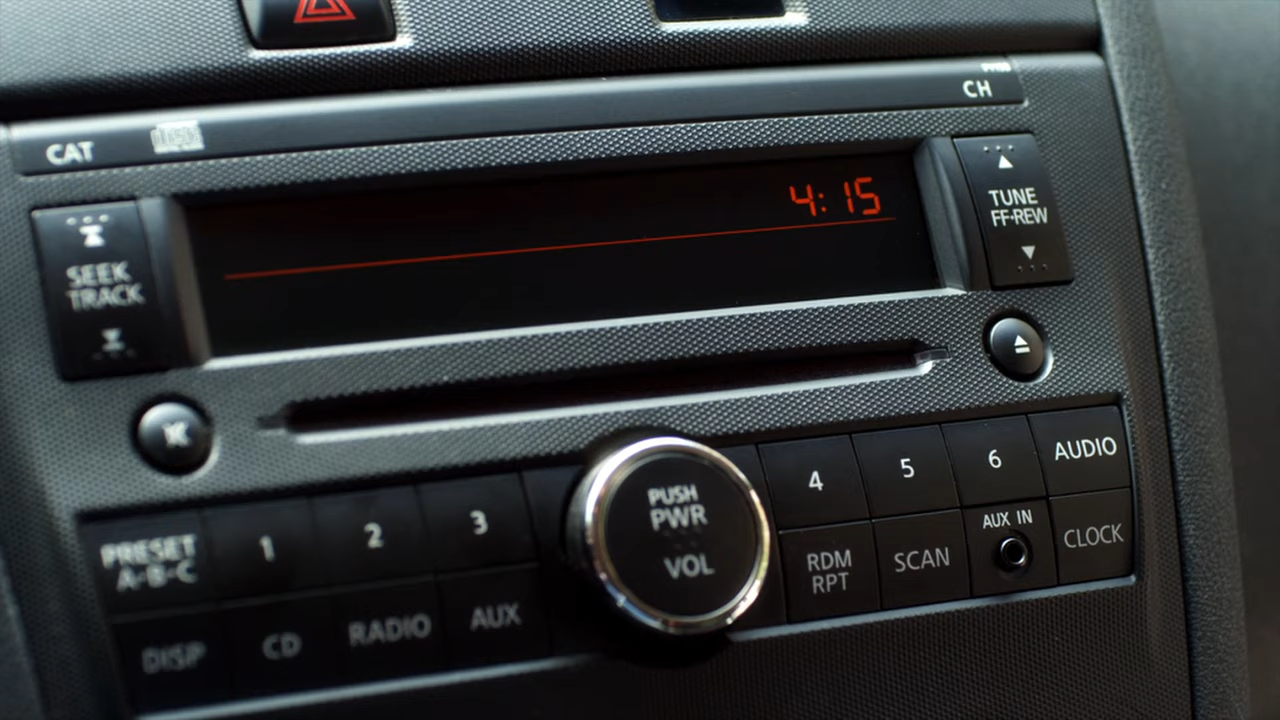 CAT
disc
CH
4:15
SEEK
TRACK
TUNE
FF·REW
PUSH
PWR
VOL
PRESET
A·B·C
1
2
3
4
5
6
AUDIO
DISP
CD
RADIO
AUX
RDM
RPT
SCAN
AUX IN
CLOCK